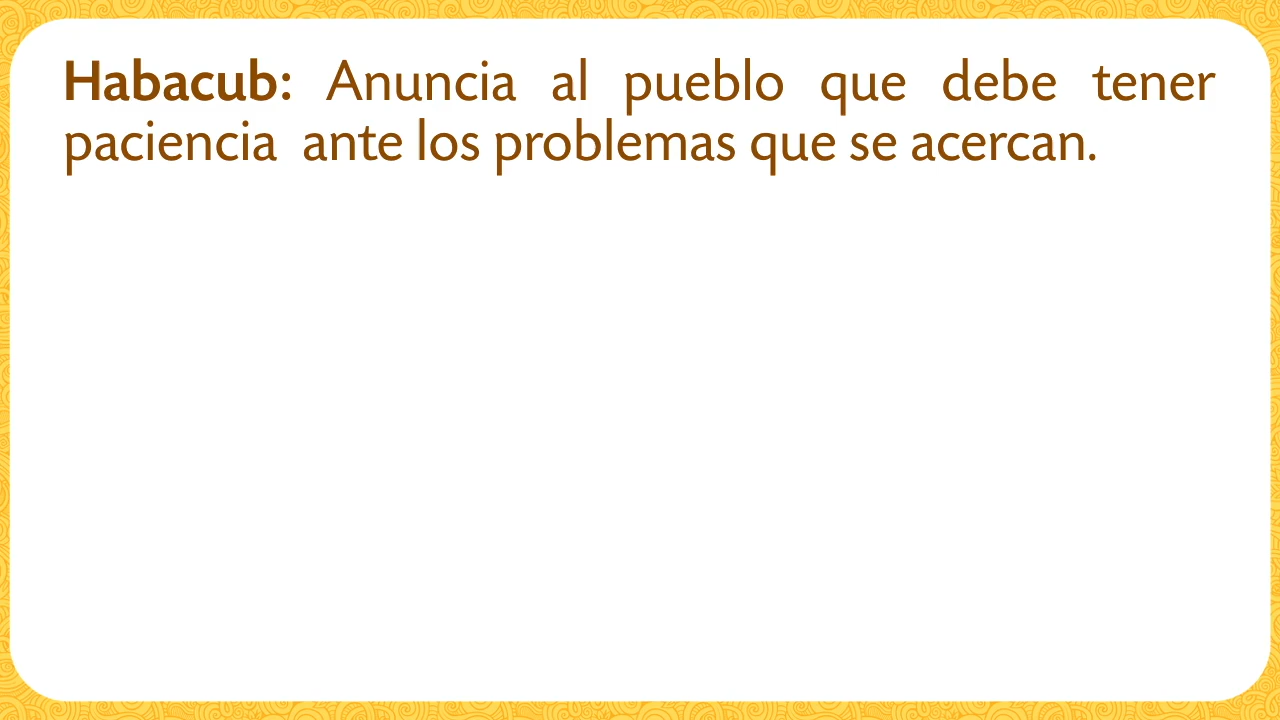 Habacub: Anuncia al pueblo que debe tener
paciencia  ante los problemas que se acercan.